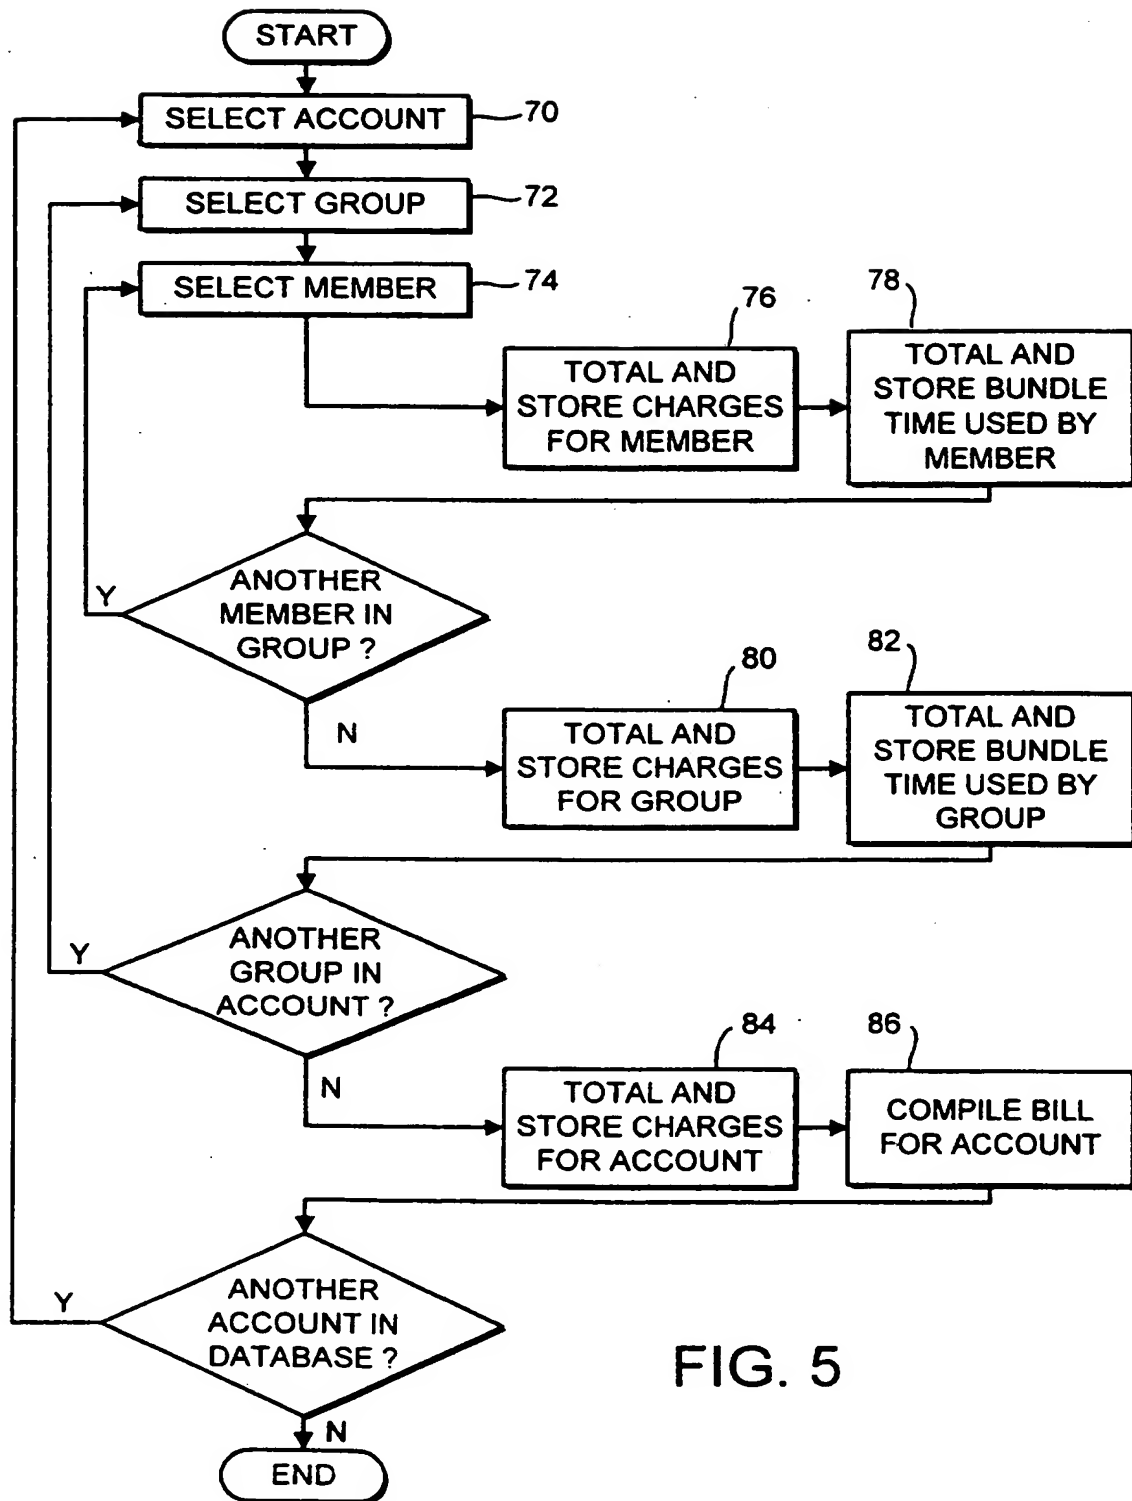 START
SELECT ACCOUNT
70
SELECT GROUP
72
SELECT MEMBER
74
76
TOTAL AND
STORE CHARGES
FOR MEMBER
78
TOTAL AND
STORE BUNDLE
TIME USED BY
MEMBER
ANOTHER
MEMBER IN
GROUP ?
Y
N
80
TOTAL AND
STORE CHARGES
FOR GROUP
82
TOTAL AND
STORE BUNDLE
TIME USED BY
GROUP
ANOTHER
GROUP IN
ACCOUNT ?
Y
N
84
TOTAL AND
STORE CHARGES
FOR ACCOUNT
86
COMPILE BILL
FOR ACCOUNT
ANOTHER
ACCOUNT IN
DATABASE ?
Y
N
END
FIG. 5